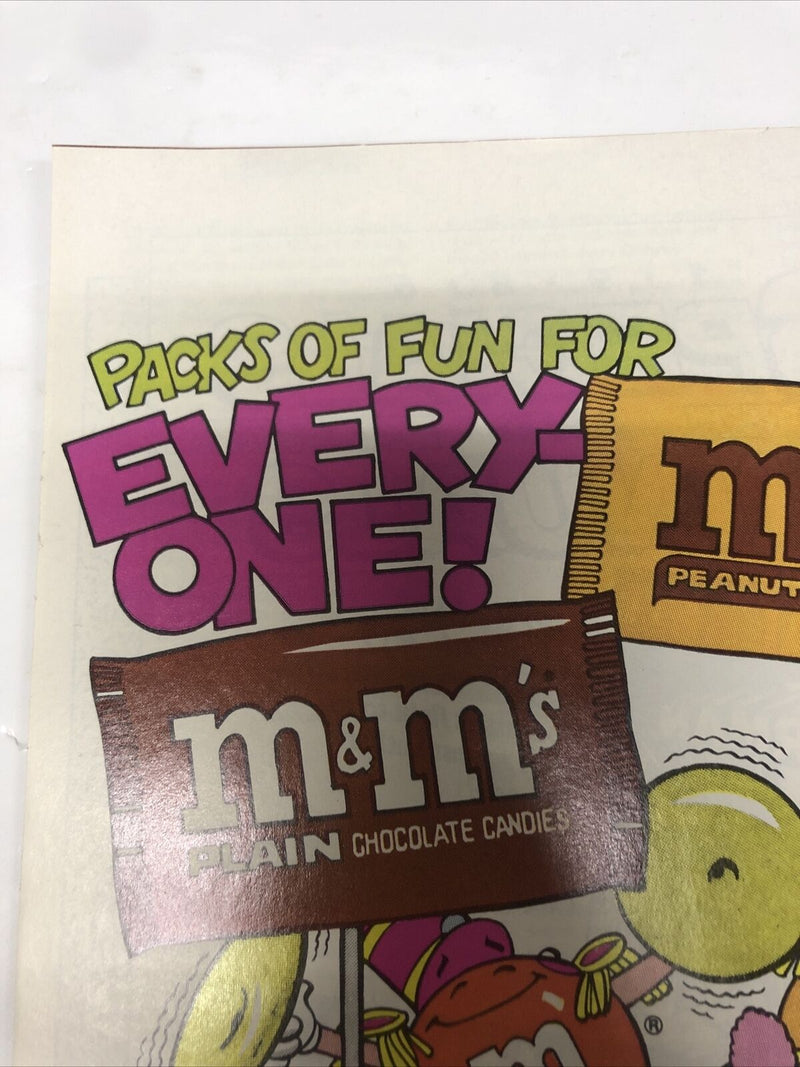 PACKS OF FUN FOR
EVERY-
ONE!
m
PEANUT
m&m's
PLAIN CHOCOLATE CANDIES
m
®